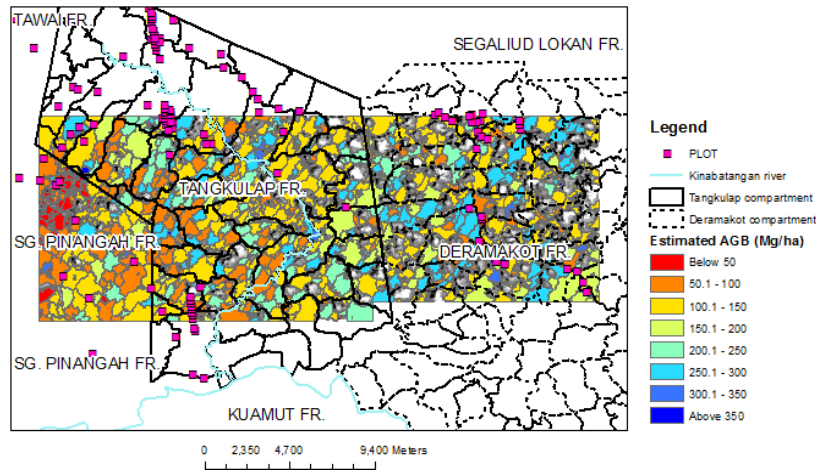 TAWAI FR.
SEGALIUD LOKAN FR.
TANGKULAP FR.
SG. PINANGAH FR.
DERAMAKOT FR.
SG. PINANGAH FR.
KUAMUT FR.
0 2,350 4,700 9,400 Meters
Legend
PLOT
Kinabatangan river
Tangkulap compartment
Deramakot compartment
Estimated AGB (Mg/ha)
Below 50
50.1 - 100
100.1 - 150
150.1 - 200
200.1 - 250
250.1 - 300
300.1 - 350
Above 350